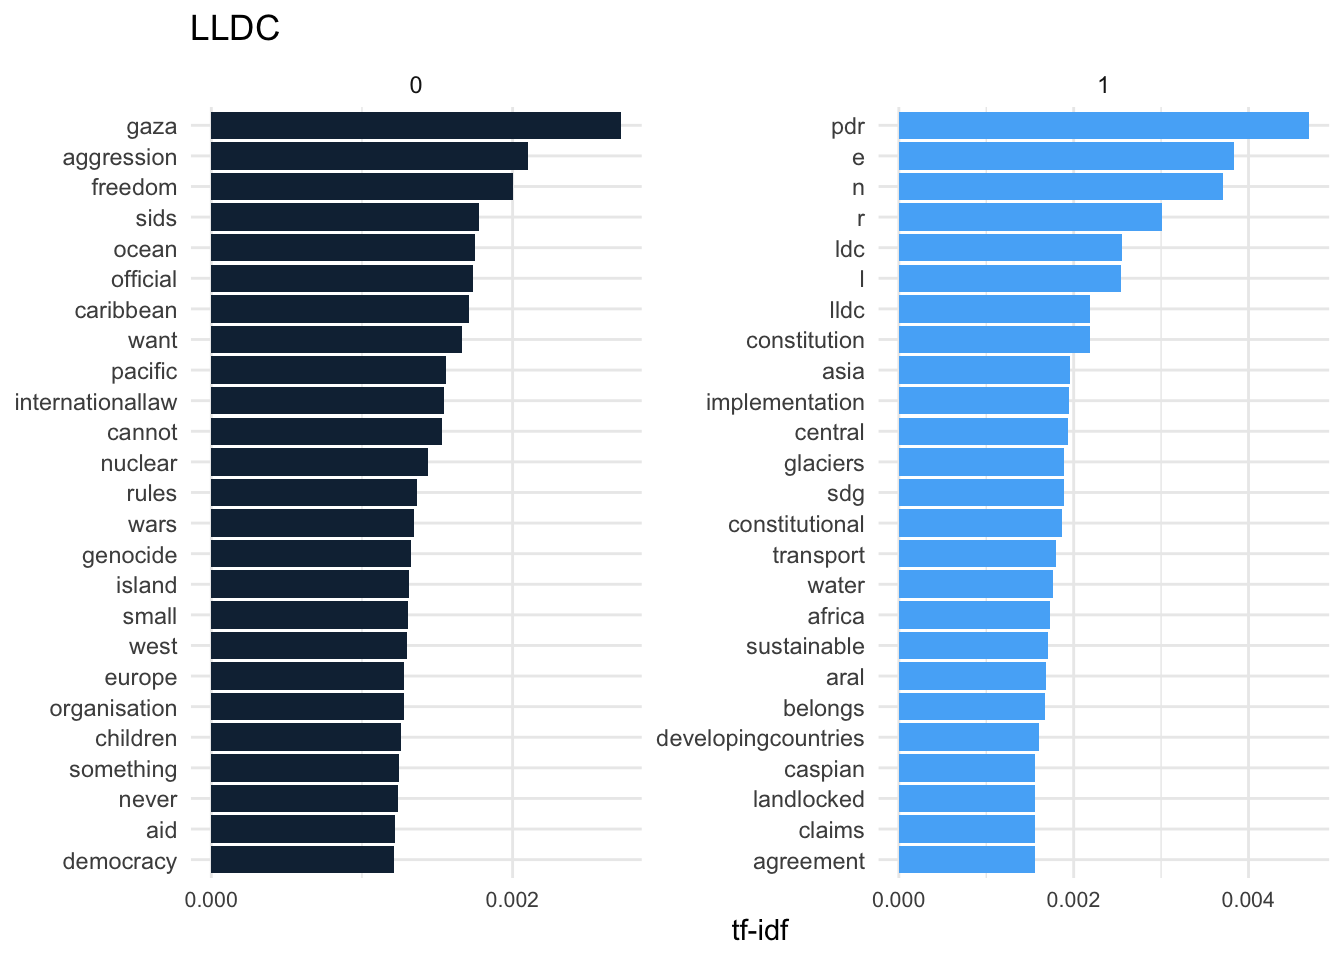 LLDC
0
gaza
aggression
freedom
sids
ocean
official
caribbean
want
pacific
internationallaw
cannot
nuclear
rules
wars
genocide
island
small
west
europe
organisation
children
something
never
aid
democracy
0.000 0.002
1
pdr
e
n
r
ldc
l
lldc
constitution
asia
implementation
central
glaciers
sdg
constitutional
transport
water
africa
sustainable
aral
belongs
developingcountries
caspian
landlocked
claims
agreement
0.000 0.002 0.004
tf-idf